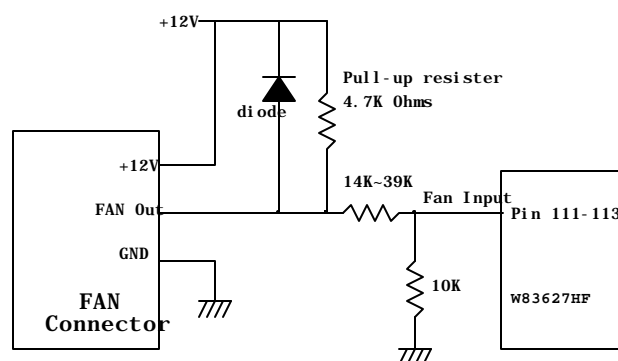 +12V
Pull-up resister
4.7K Ohms
diode
+12V
14K~39K
Fan Input
FAN Out
Pin 111-113
GND
10K
W83627HF
FAN
Connector